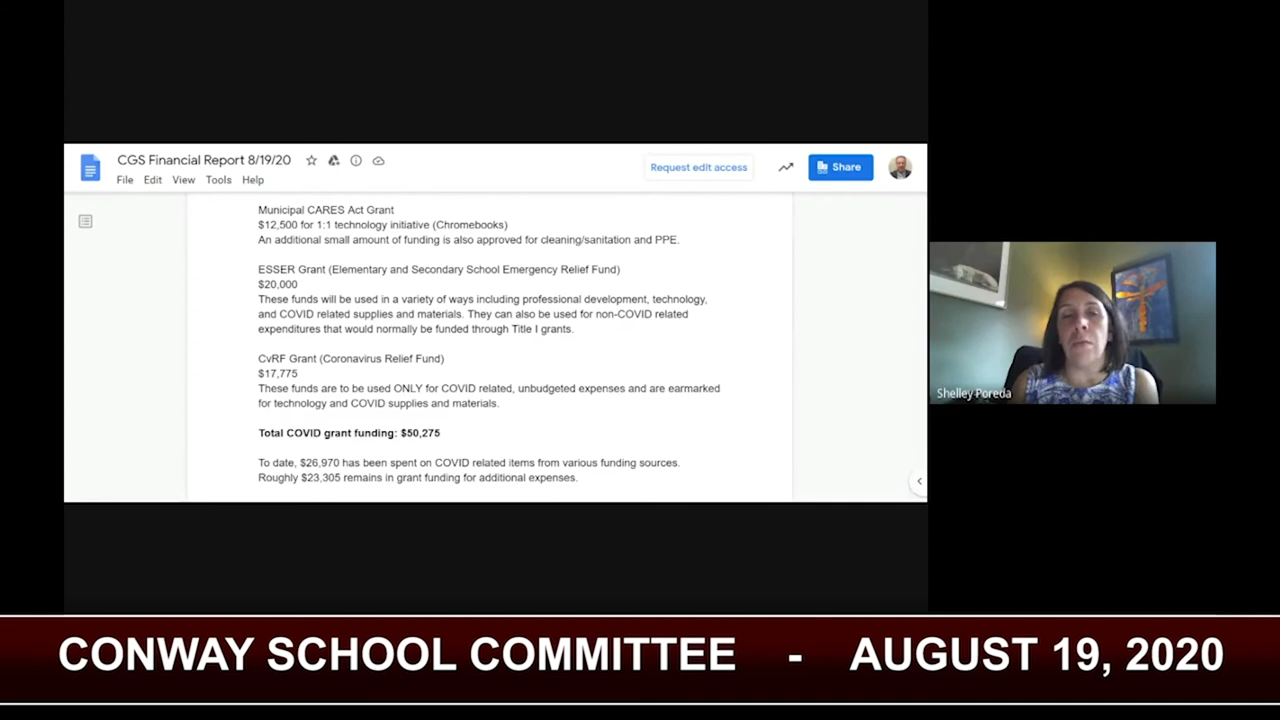 CGS Financial Report 8/19/20
File Edit View Tools Help
Request edit access
Share
Municipal CARES Act Grant
$12,500 for 1:1 technology initiative (Chromebooks)
An additional small amount of funding is also approved for cleaning/sanitation and PPE.
ESSER Grant (Elementary and Secondary School Emergency Relief Fund)
$20,000
These funds will be used in a variety of ways including professional development, technology,
and COVID related supplies and materials. They can also be used for non-COVID related
expenditures that would normally be funded through Title I grants.
CvRF Grant (Coronavirus Relief Fund)
$17,775
These funds are to be used ONLY for COVID related, unbudgeted expenses and are earmarked
for technology and COVID supplies and materials.
Total COVID grant funding: $50,275
To date, $26,970 has been spent on COVID related items from various funding sources.
Roughly $23,305 remains in grant funding for additional expenses.
Shelley Poreda
CONWAY SCHOOL COMMITTEE - AUGUST 19, 2020